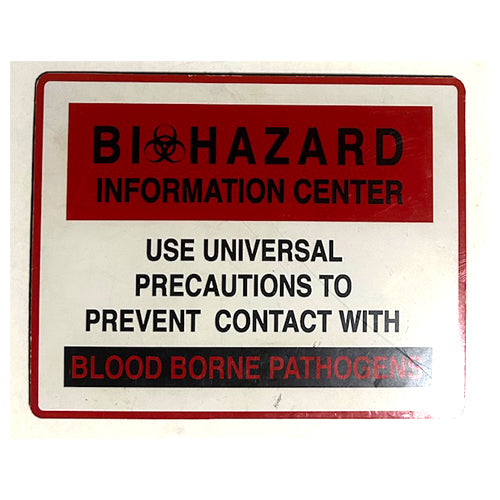 BIOHAZARD
INFORMATION CENTER
USE UNIVERSAL
PRECAUTIONS TO
PREVENT CONTACT WITH
BLOOD BORNE PATHOGENS